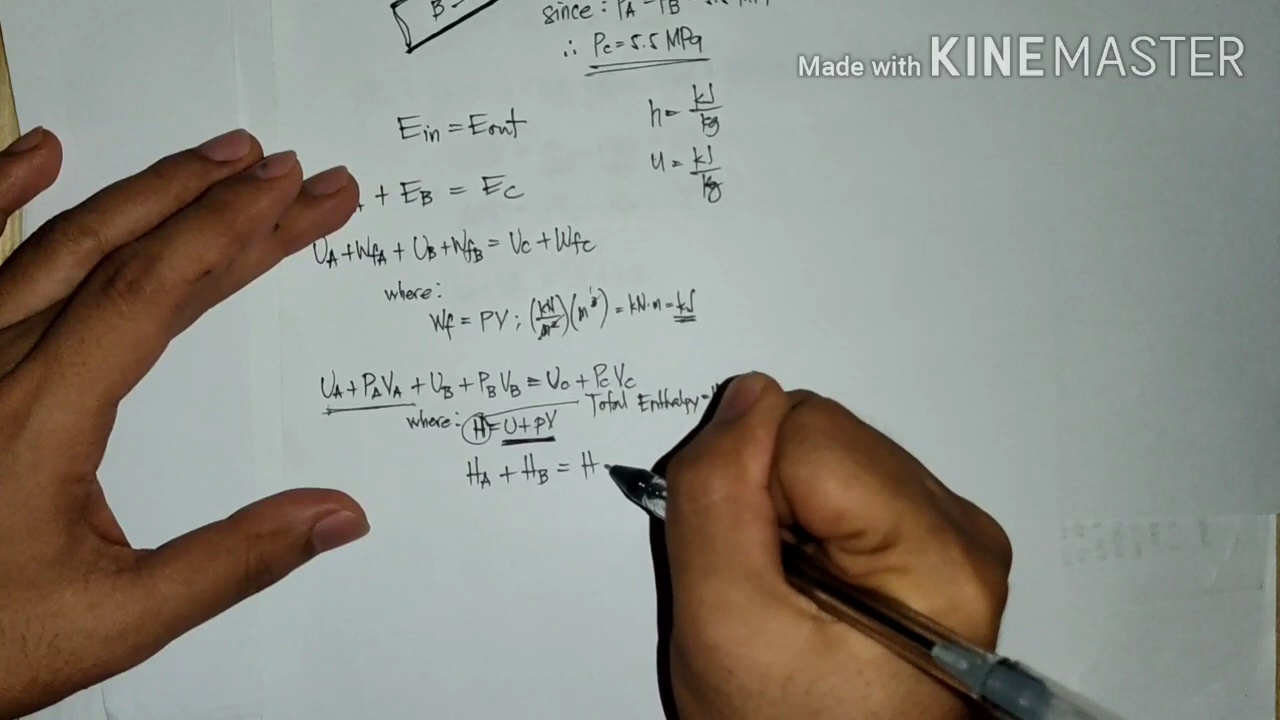 B
since : PA = PB =
∴ Pc = 5.5 MPa
Made with KINEMASTER
h = kJ/kg
Ein = Eout
u = kJ/kg
+ EB = EC
UA + WfA + UB + WfB = UC + WfC
where:
Wf = PV ; (kN/m²)(m³) = kN·m = kJ
UA + PAVA + UB + PBVB = UC + PCVC
Total Enthalpy =
where: H = U + PV
HA + HB = H